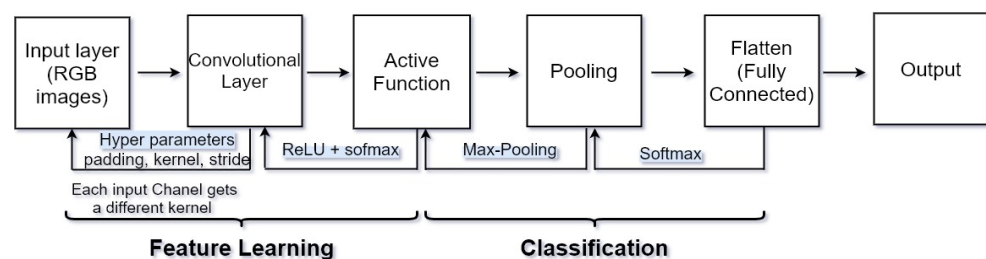 Input layer
(RGB
images)
Convolutional
Layer
Active
Function
Pooling
Flatten
(Fully
Connected)
Output
Hyper parameters
padding, kernel, stride
ReLU + sofmax
Max-Pooling
Softmax
Each input Chanel gets
a different kernel
Feature Learning
Classification